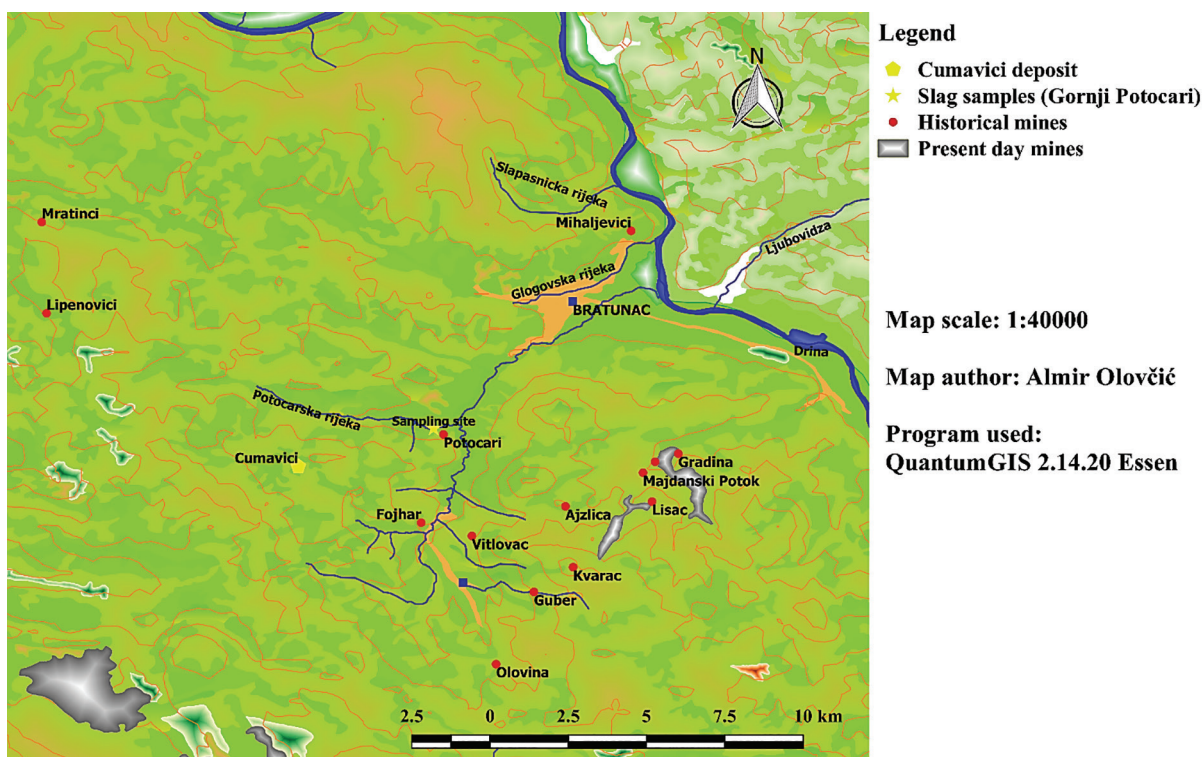 Legend
Cumavici deposit
Slag samples (Gornji Potocari)
Historical mines
Present day mines
N
Slapasnicka rijeka
Mratinci
Mihaljevici
Ljubovidza
Glogovska rijeka
Lipenovici
BRATUNAC
Map scale: 1:40000
Drina
Map author: Almir Olovčić
Potocarska rijeka
Sampling site
Potocari
Program used:
QuantumGIS 2.14.20 Essen
Cumavici
Gradina
Majdanski Potok
Fojhar
Ajzlica
Lisac
Vitlovac
Kvarac
Guber
Olovina
2.5 0 2.5 5 7.5 10 km